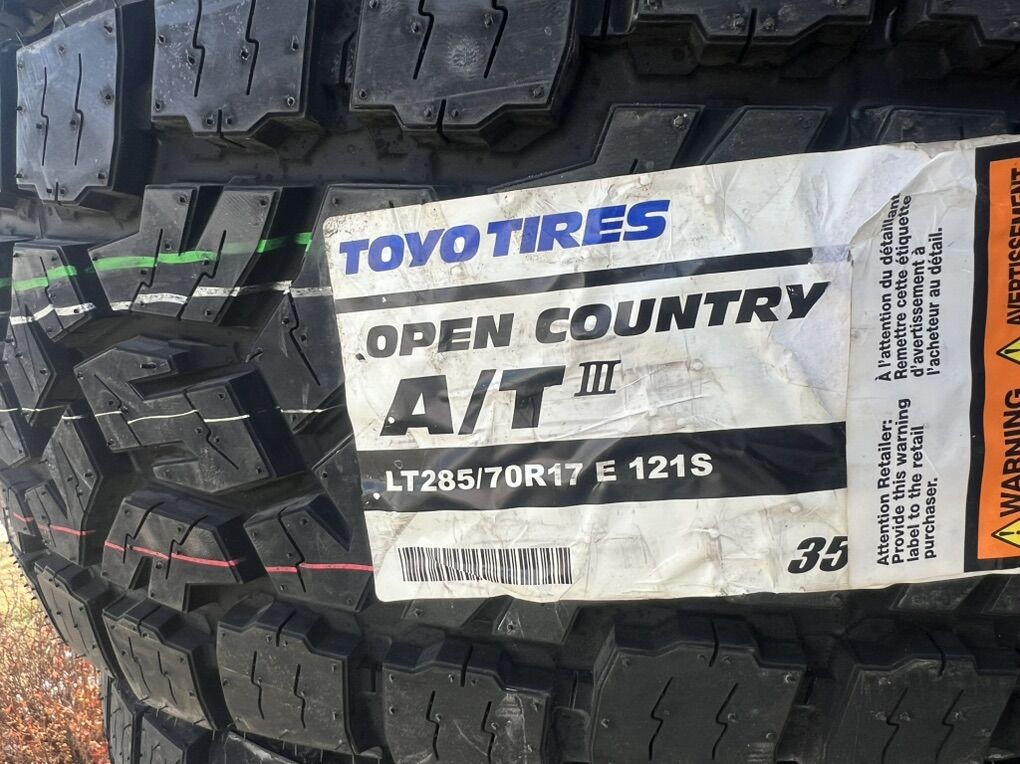 TOYO TIRES
OPEN COUNTRY
A/T III
LT285/70R17 E 121S
35
Attention Retailer:
Provide this warning
label to the retail
purchaser.
À l'attention du détaillant
Remettre cette étiquette
d'avertissement à
l'acheteur au détail.
WARNING
AVERTISSEMENT